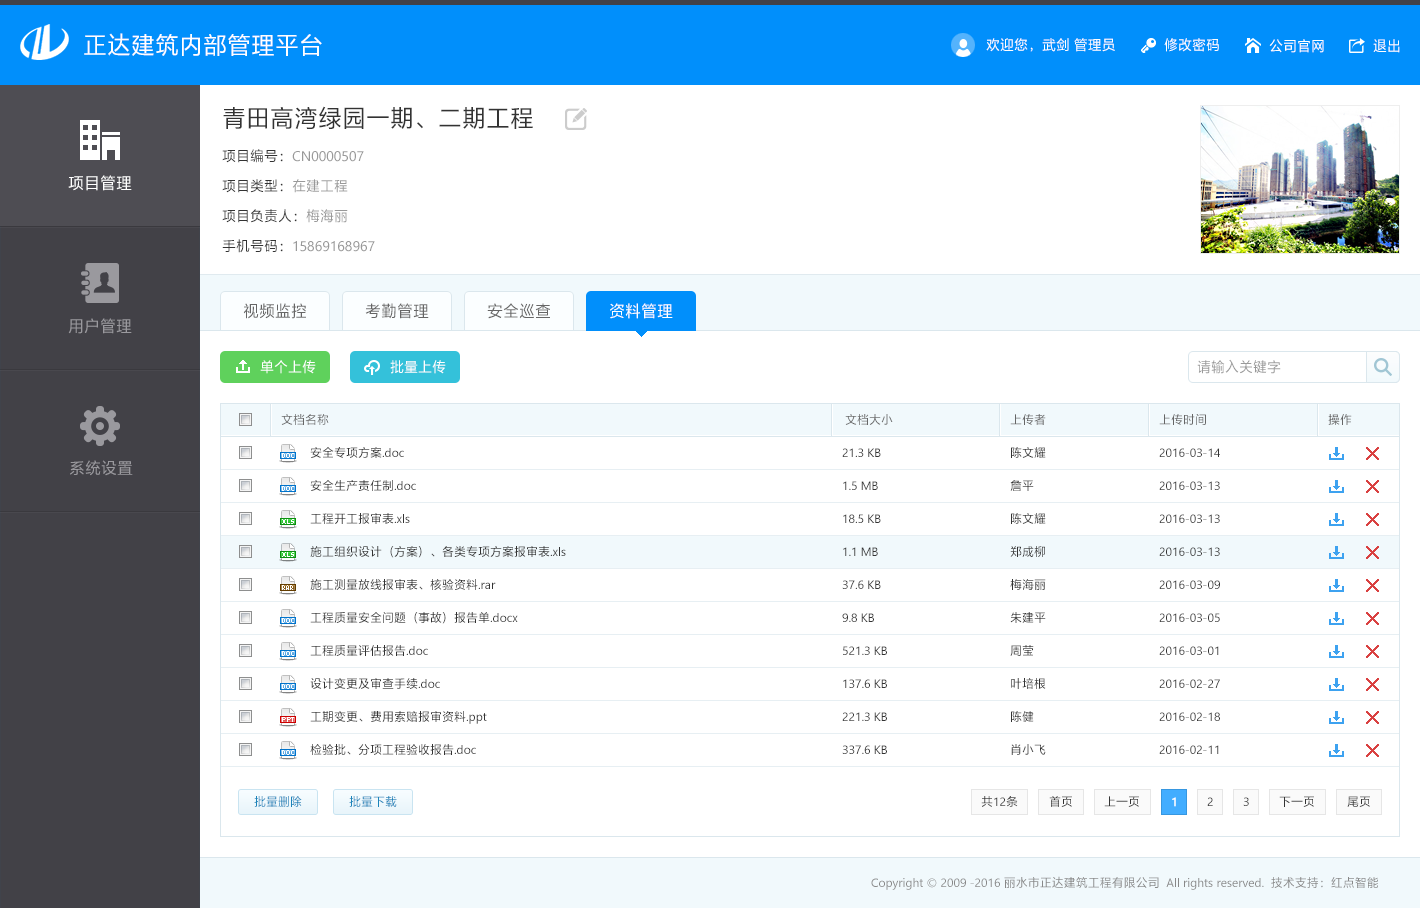 正达建筑内部管理平台
欢迎您，武剑 管理员 修改密码 公司官网 退出
项目管理
用户管理
系统设置
青田高湾绿园一期、二期工程
项目编号：CN0000507
项目类型：在建工程
项目负责人：梅海丽
手机号码：15869168967
视频监控 考勤管理 安全巡查 资料管理
单个上传 批量上传 请输入关键字
文档名称 文档大小 上传者 上传时间 操作
DOC 安全专项方案.doc 21.3 KB 陈文耀 2016-03-14
DOC 安全生产责任制.doc 1.5 MB 詹平 2016-03-13
XLS 工程开工报审表.xls 18.5 KB 陈文耀 2016-03-13
XLS 施工组织设计（方案）、各类专项方案报审表.xls 1.1 MB 郑成柳 2016-03-13
RAR 施工测量放线报审表、核验资料.rar 37.6 KB 梅海丽 2016-03-09
DOC 工程质量安全问题（事故）报告单.docx 9.8 KB 朱建平 2016-03-05
DOC 工程质量评估报告.doc 521.3 KB 周莹 2016-03-01
DOC 设计变更及审查手续.doc 137.6 KB 叶培根 2016-02-27
PPT 工期变更、费用索赔报审资料.ppt 221.3 KB 陈健 2016-02-18
DOC 检验批、分项工程验收报告.doc 337.6 KB 肖小飞 2016-02-11
批量删除 批量下载 共12条 首页 上一页 1 2 3 下一页 尾页
Copyright © 2009 -2016 丽水市正达建筑工程有限公司 All rights reserved. 技术支持：红点智能